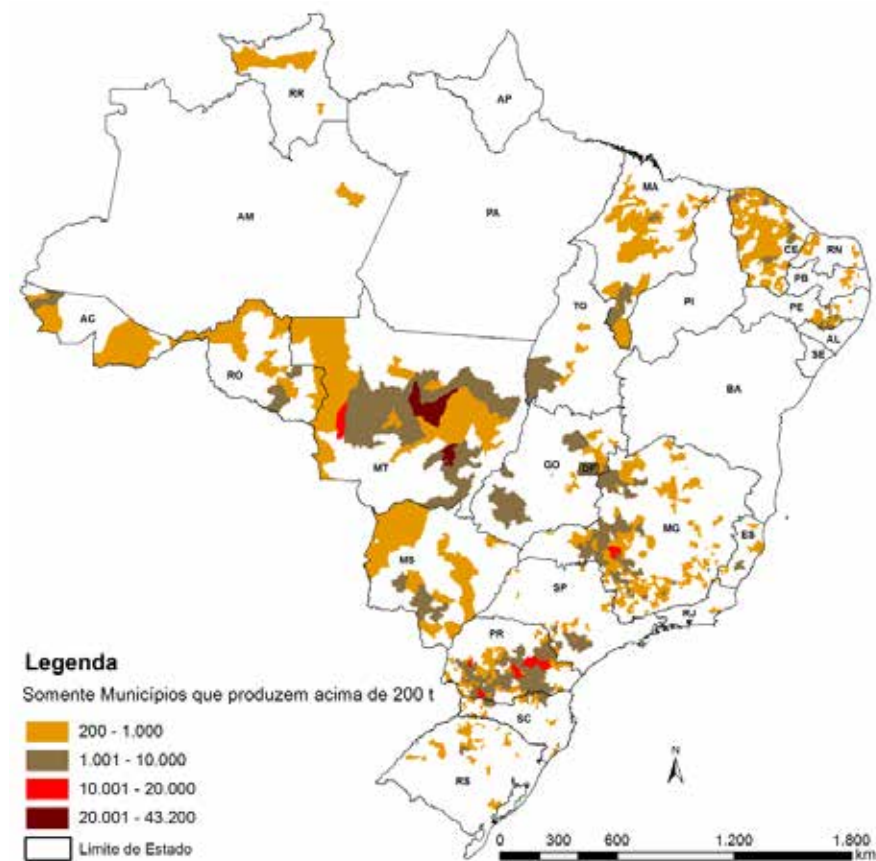 RR
AP
AM
PA
MA
CE
RN
PB
PE
AL
SE
PI
TO
AC
RO
BA
MT
GO
DF
MG
ES
MS
SP
RJ
PR
SC
RS
Legenda
Somente Municípios que produzem acima de 200 t
200 - 1.000
1.001 - 10.000
10.001 - 20.000
20.001 - 43.200
Limite de Estado
N
0 300 600 1.200 1.800
km